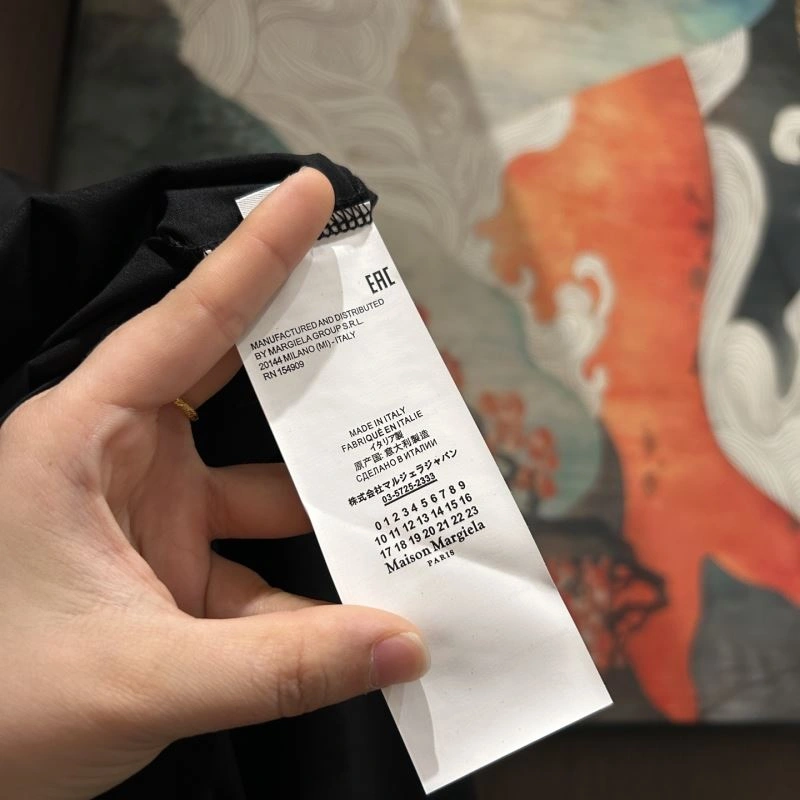 EAC
MANUFACTURED AND DISTRIBUTED
BY MARGIELA GROUP S.R.L.
20144 MILANO (MI) - ITALY
RN 154909
MADE IN ITALY
FABRIQUÉ EN ITALIE
イタリア製
原产国: 意大利製造
СДЕЛАНО В ИТАЛИИ
株式会社マルジェラジャパン
03-5725-2333
0 1 2 3 4 5 6 7 8 9
10 11 12 13 14 15 16
17 18 19 20 21 22 23
Maison Margiela
PARIS